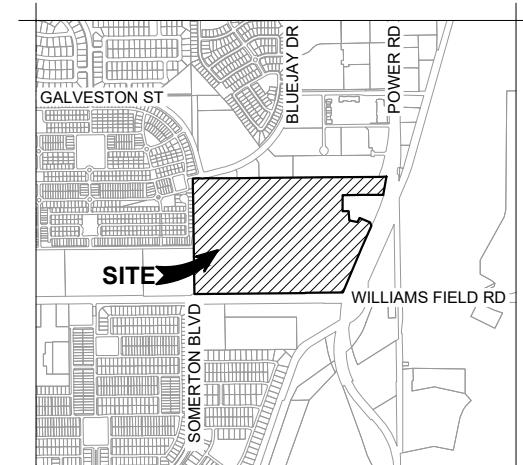 BLUEJAY DR
POWER RD
GALVESTON ST
SITE
WILLIAMS FIELD RD
SOMERTON BLVD